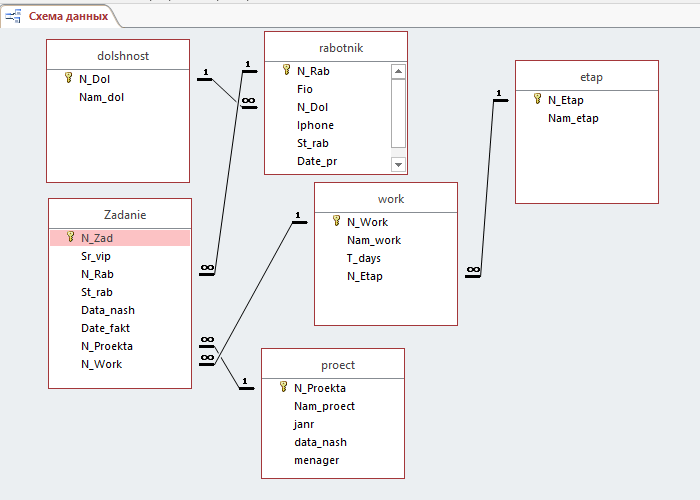 Схема данных
dolshnost
N_Dol
Nam_dol
1
∞
rabotnik
N_Rab
Fio
N_Dol
Iphone
St_rab
Date_pr
1
etap
N_Etap
Nam_etap
1
∞
Zadanie
N_Zad
Sr_vip
N_Rab
St_rab
Data_nash
Date_fakt
N_Proekta
N_Work
∞
∞
∞
work
N_Work
Nam_work
T_days
N_Etap
1
proect
N_Proekta
Nam_proect
janr
data_nash
menager
1